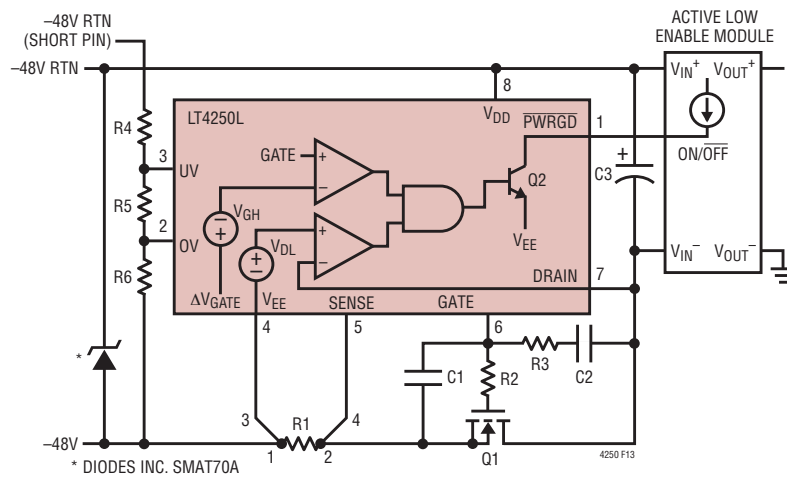 –48V RTN
(SHORT PIN)
–48V RTN
ACTIVE LOW
ENABLE MODULE
VIN+
VOUT+
8
LT4250L
VDD
PWRGD
1
R4
GATE
+
–
ON/OFF
3
UV
Q2
+
C3
R5
–
+
VGH
2
OV
VDL
+
–
+
–
VEE
VIN–
VOUT–
R6
DRAIN
7
ΔVGATE
VEE
SENSE
GATE
4
5
6
*
C1
R2
R3
C2
3
R1
4
–48V
1
2
Q1
4250 F13
* DIODES INC. SMAT70A